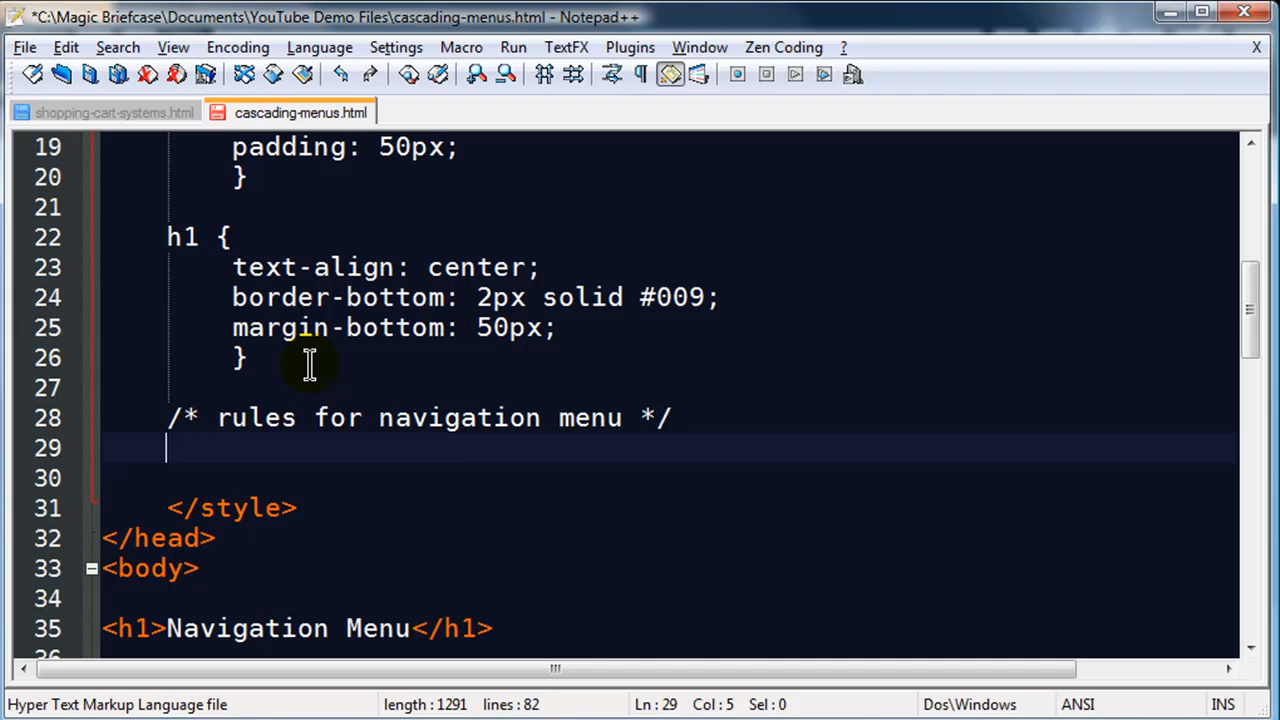 *C:\Magic Briefcase\Documents\YouTube Demo Files\cascading-menus.html - Notepad++
File Edit Search View Encoding Language Settings Macro Run TextFX Plugins Window Zen Coding ? X
shopping-cart-systems.html cascading-menus.html
19 padding: 50px;
20 }
21
22 h1 {
23 text-align: center;
24 border-bottom: 2px solid #009;
25 margin-bottom: 50px;
26 }
27
28 /* rules for navigation menu */
29
30
31 </style>
32 </head>
33 <body>
34
35 <h1>Navigation Menu</h1>
36
Hyper Text Markup Language file length : 1291 lines : 82 Ln : 29 Col : 5 Sel : 0 Dos\Windows ANSI INS